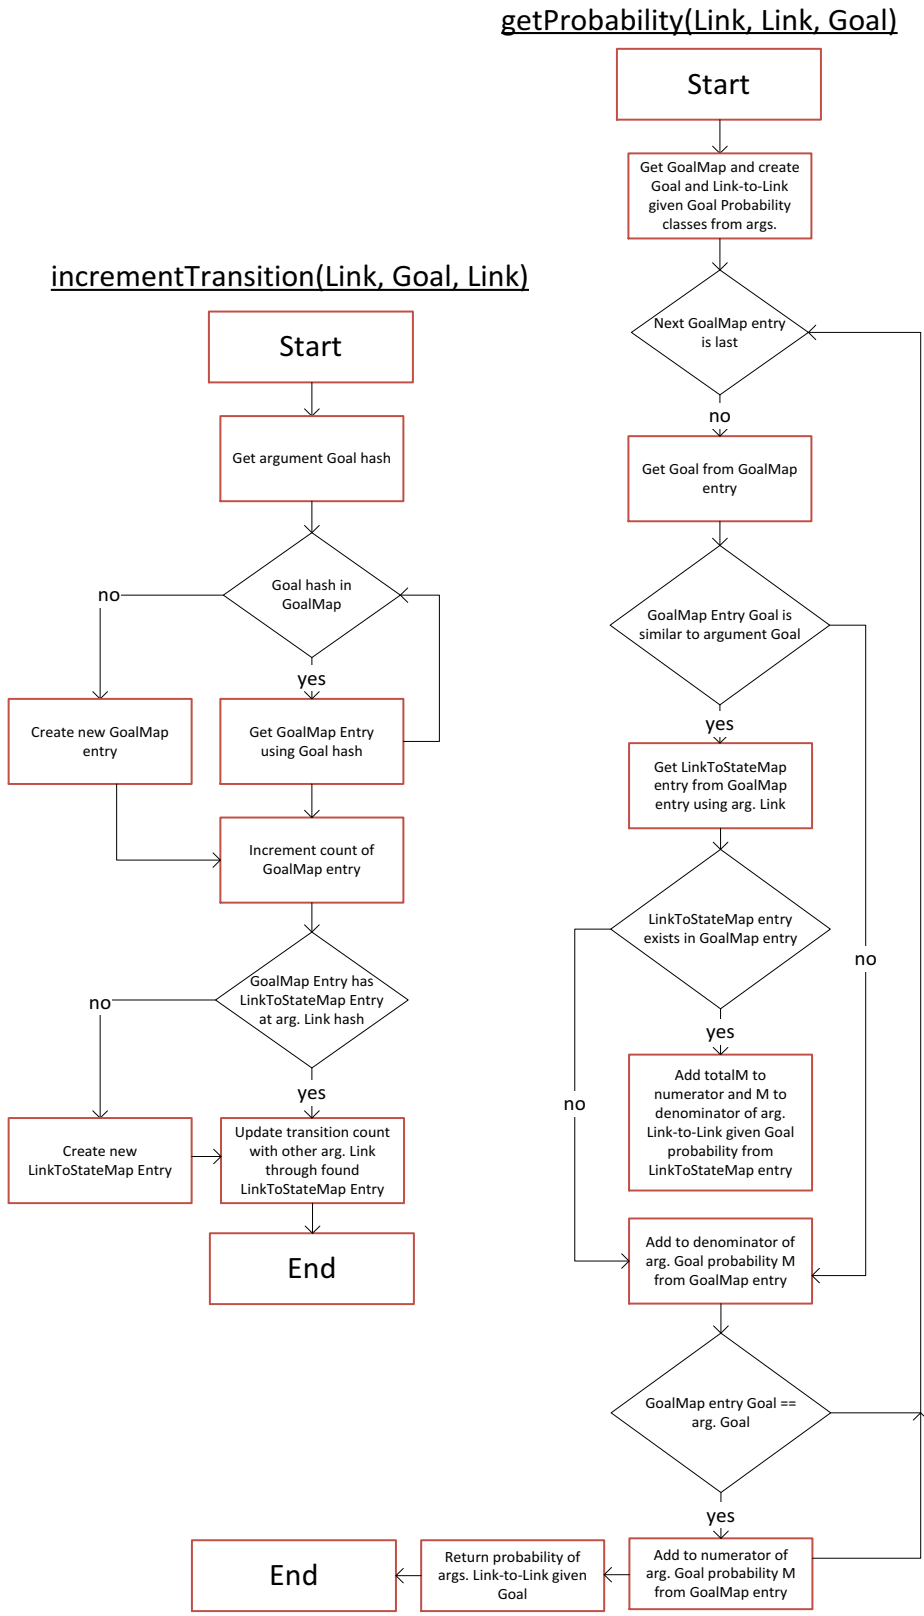 getProbability(Link, Link, Goal)
Start
Get GoalMap and create
Goal and Link-to-Link
given Goal Probability
classes from args.
Next GoalMap entry
is last
no
Get Goal from GoalMap
entry
GoalMap Entry Goal is
similar to argument Goal
yes
no
Get LinkToStateMap
entry from GoalMap
entry using arg. Link
LinkToStateMap entry
exists in GoalMap entry
yes
no
Add totalM to
numerator and M to
denominator of arg.
Link-to-Link given Goal
probability from
LinkToStateMap entry
Add to denominator of
arg. Goal probability M
from GoalMap entry
GoalMap entry Goal ==
arg. Goal
yes
Add to numerator of
arg. Goal probability M
from GoalMap entry
Return probability of
args. Link-to-Link given
Goal
End
incrementTransition(Link, Goal, Link)
Start
Get argument Goal hash
Goal hash in
GoalMap
no
yes
Create new GoalMap
entry
Get GoalMap Entry
using Goal hash
Increment count of
GoalMap entry
GoalMap Entry has
LinkToStateMap Entry
at arg. Link hash
no
yes
Create new
LinkToStateMap Entry
Update transition count
with other arg. Link
through found
LinkToStateMap Entry
End